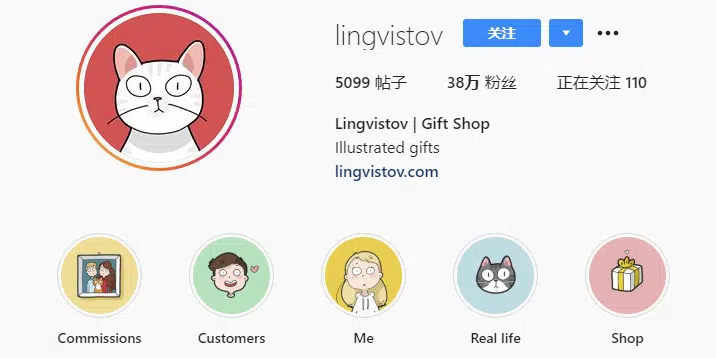 lingvistov 关注
5099 帖子 38万 粉丝 正在关注 110
Lingvistov | Gift Shop
Illustrated gifts
lingvistov.com
Commissions Customers Me Real life Shop